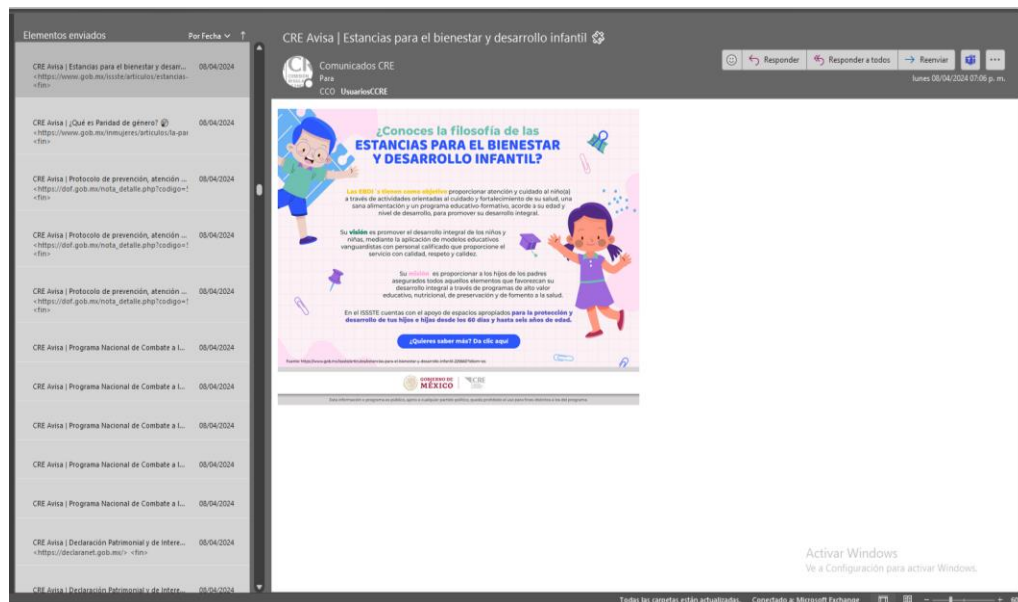 Elementos enviados
Por Fecha
CRE Avisa | Estancias para el bienestar y desarr...
08/04/2024
<https://www.gob.mx/issste/articulos/estancias-
<fin>
CRE Avisa | ¿Qué es Paridad de género?
08/04/2024
<https://www.gob.mx/inmujeres/articulos/la-par
<fin>
CRE Avisa | Protocolo de prevención, atención ...
08/04/2024
<https://dof.gob.mx/nota_detalle.php?codigo=5
<fin>
CRE Avisa | Protocolo de prevención, atención ...
08/04/2024
<https://dof.gob.mx/nota_detalle.php?codigo=5
<fin>
CRE Avisa | Protocolo de prevención, atención ...
08/04/2024
<https://dof.gob.mx/nota_detalle.php?codigo=5
<fin>
CRE Avisa | Programa Nacional de Combate a l...
08/04/2024
CRE Avisa | Programa Nacional de Combate a l...
08/04/2024
CRE Avisa | Programa Nacional de Combate a l...
08/04/2024
CRE Avisa | Programa Nacional de Combate a l...
08/04/2024
CRE Avisa | Programa Nacional de Combate a l...
08/04/2024
CRE Avisa | Declaración Patrimonial y de Intere...
08/04/2024
<https://declaranet.gob.mx/> <fin>
CRE Avisa | Declaración Patrimonial y de Intere...
08/04/2024
CRE Avisa | Estancias para el bienestar y desarrollo infantil
Comunicados CRE
Para
CCO UsuariosCCRE
Responder
Responder a todos
Reenviar
lunes 08/04/2024 07:06 p. m.
¿Conoces la filosofía de las
ESTANCIAS PARA EL BIENESTAR
Y DESARROLLO INFANTIL?
Las EBDI´s tienen como objetivo proporcionar atención y cuidado al niño(a)
a través de actividades orientadas al cuidado y fortalecimiento de su salud, una
sana alimentación y un programa educativo-formativo, acorde a su edad y
nivel de desarrollo, para promover su desarrollo integral.
Su visión es promover el desarrollo integral de los niños y
niñas, mediante la aplicación de modelos educativos
vanguardistas con personal calificado que proporcione el
servicio con calidad, respeto y calidez.
Su misión es proporcionar a los hijos de los padres
asegurados todos aquellos elementos que favorezcan su
desarrollo integral a través de programas de alto valor
educativo, nutricional, de preservación y de fomento a la salud.
En el ISSSTE cuentas con el apoyo de espacios apropiados para la protección y
desarrollo de tus hijos e hijas desde los 60 días y hasta seis años de edad.
¿Quieres saber más? Da clic aquí
GOBIERNO DE
MÉXICO
CRE
Activar Windows
Ve a Configuración para activar Windows.
Todas las carpetas están actualizadas.
Conectado a: Microsoft Exchange